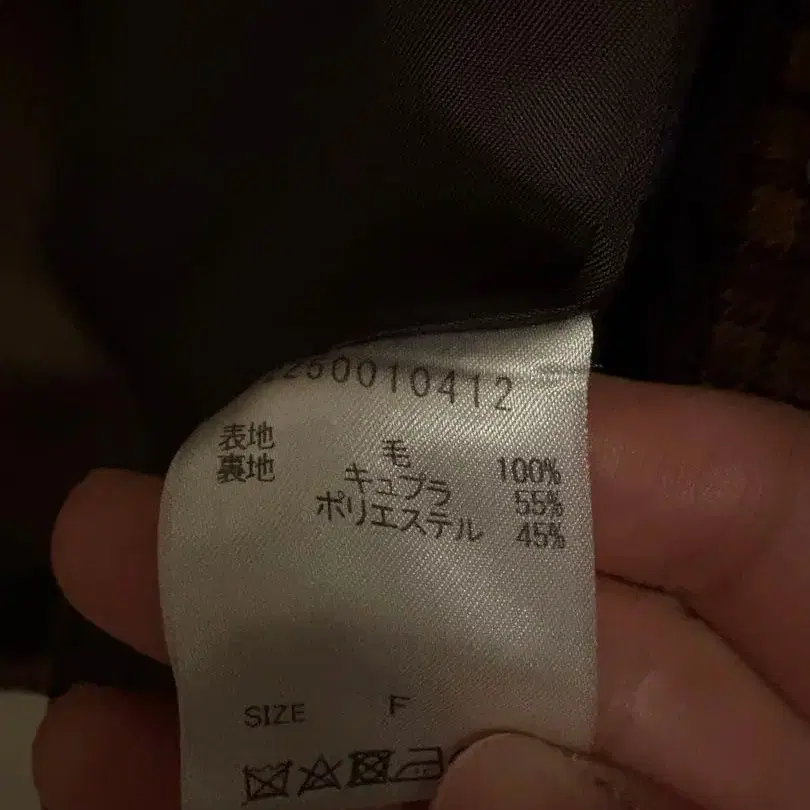 250010412
表地 毛 100%
裏地 キュプラ 55%
ポリエステル 45%
SIZE F